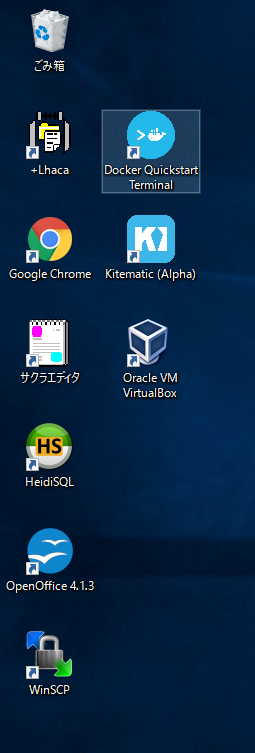 ごみ箱
+Lhaca
Docker Quickstart
Terminal
Google Chrome
Kitematic (Alpha)
サクラエディタ
Oracle VM
VirtualBox
HS
HeidiSQL
OpenOffice 4.1.3
WinSCP